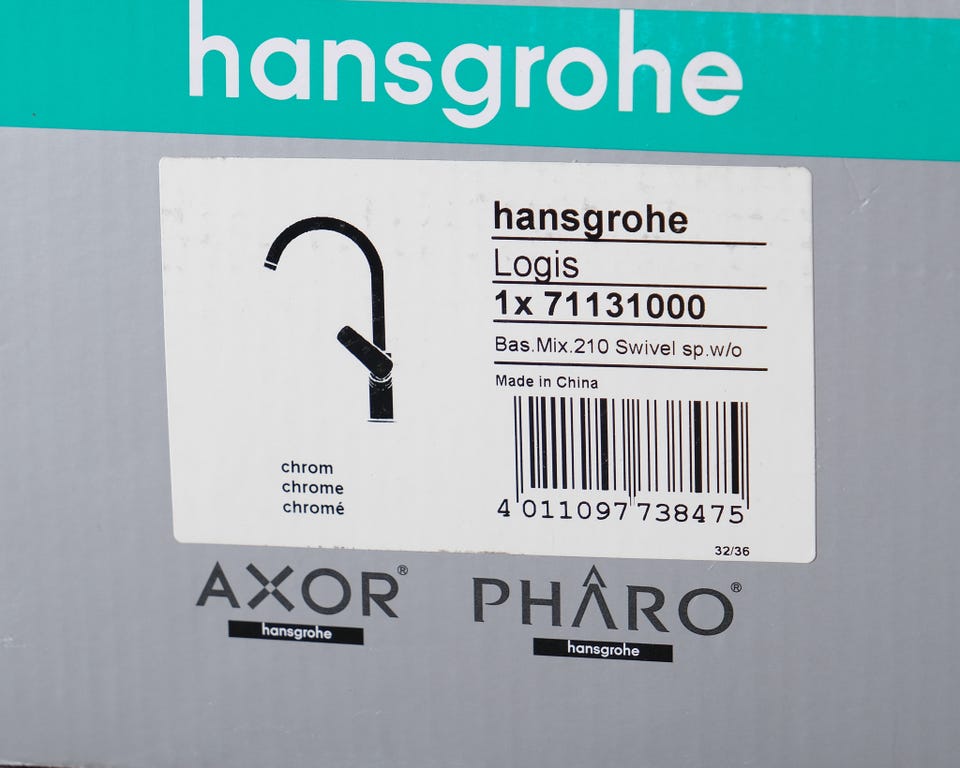 hansgrohe
hansgrohe
Logis
1x 71131000
Bas.Mix.210 Swivel sp.w/o
Made in China
4 011097 738475
32/36
chrom
chrome
chromé
AXOR®
hansgrohe
PHÂRO®
hansgrohe